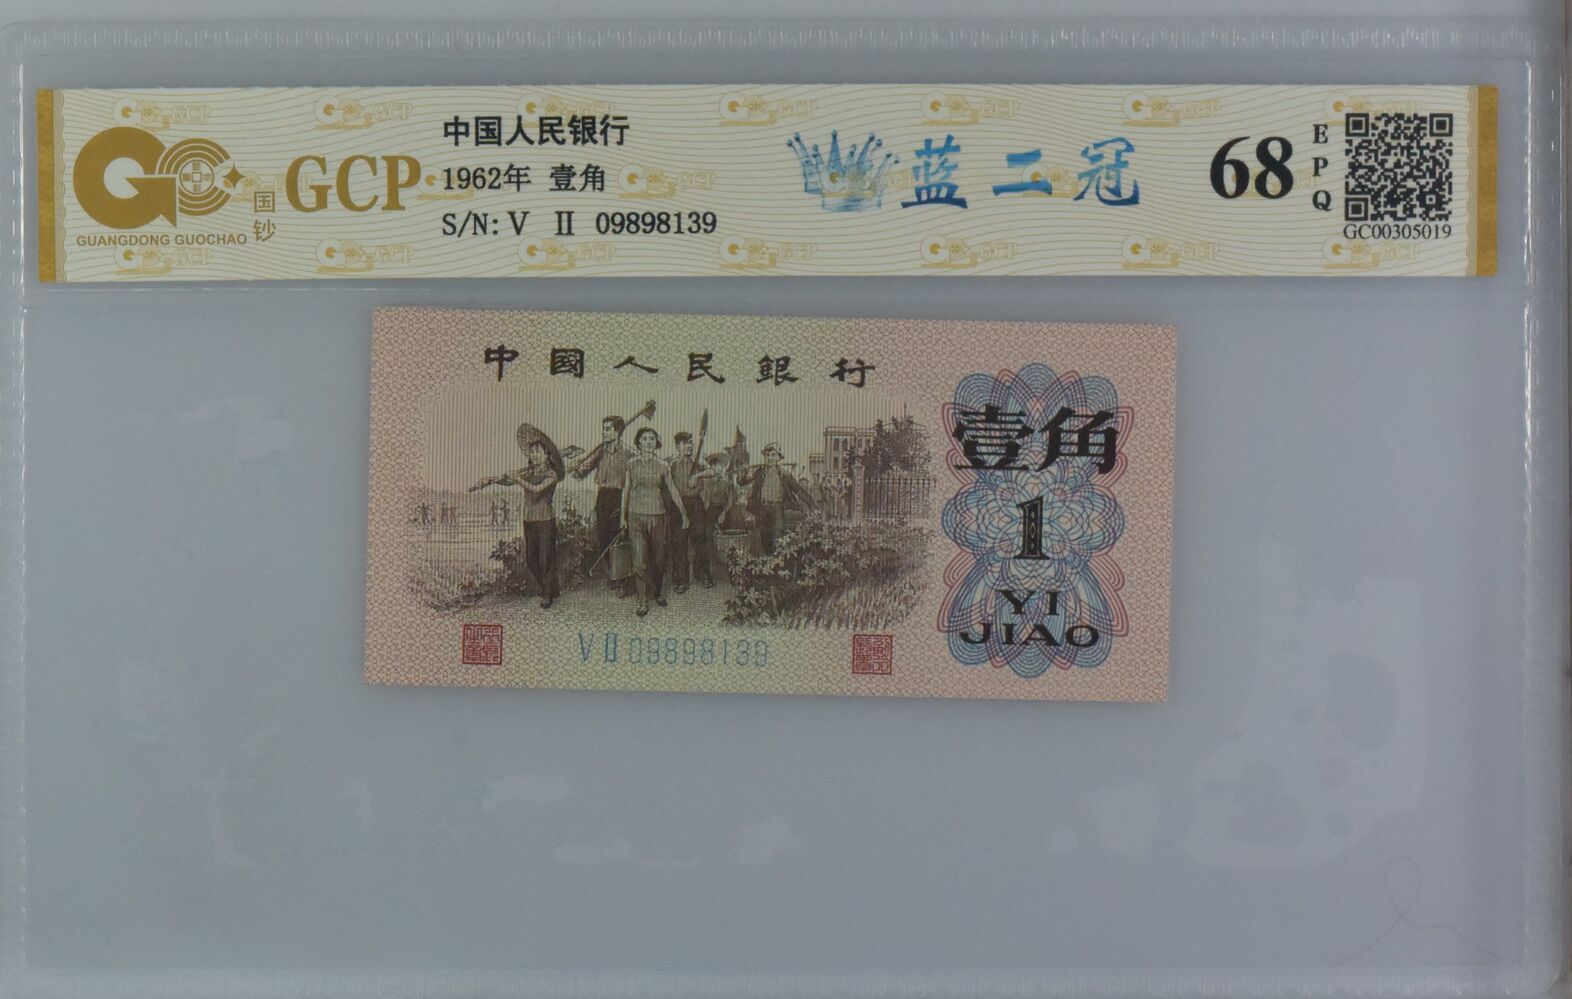 中国人民银行
1962年 壹角
S/N: V Ⅱ 09898139
GCP
国钞
GUANGDONG GUOCHAO
蓝二冠
68
EPQ
GC00305019
中國人民銀行
壹角
1
YI
JIAO
VⅡ09898139